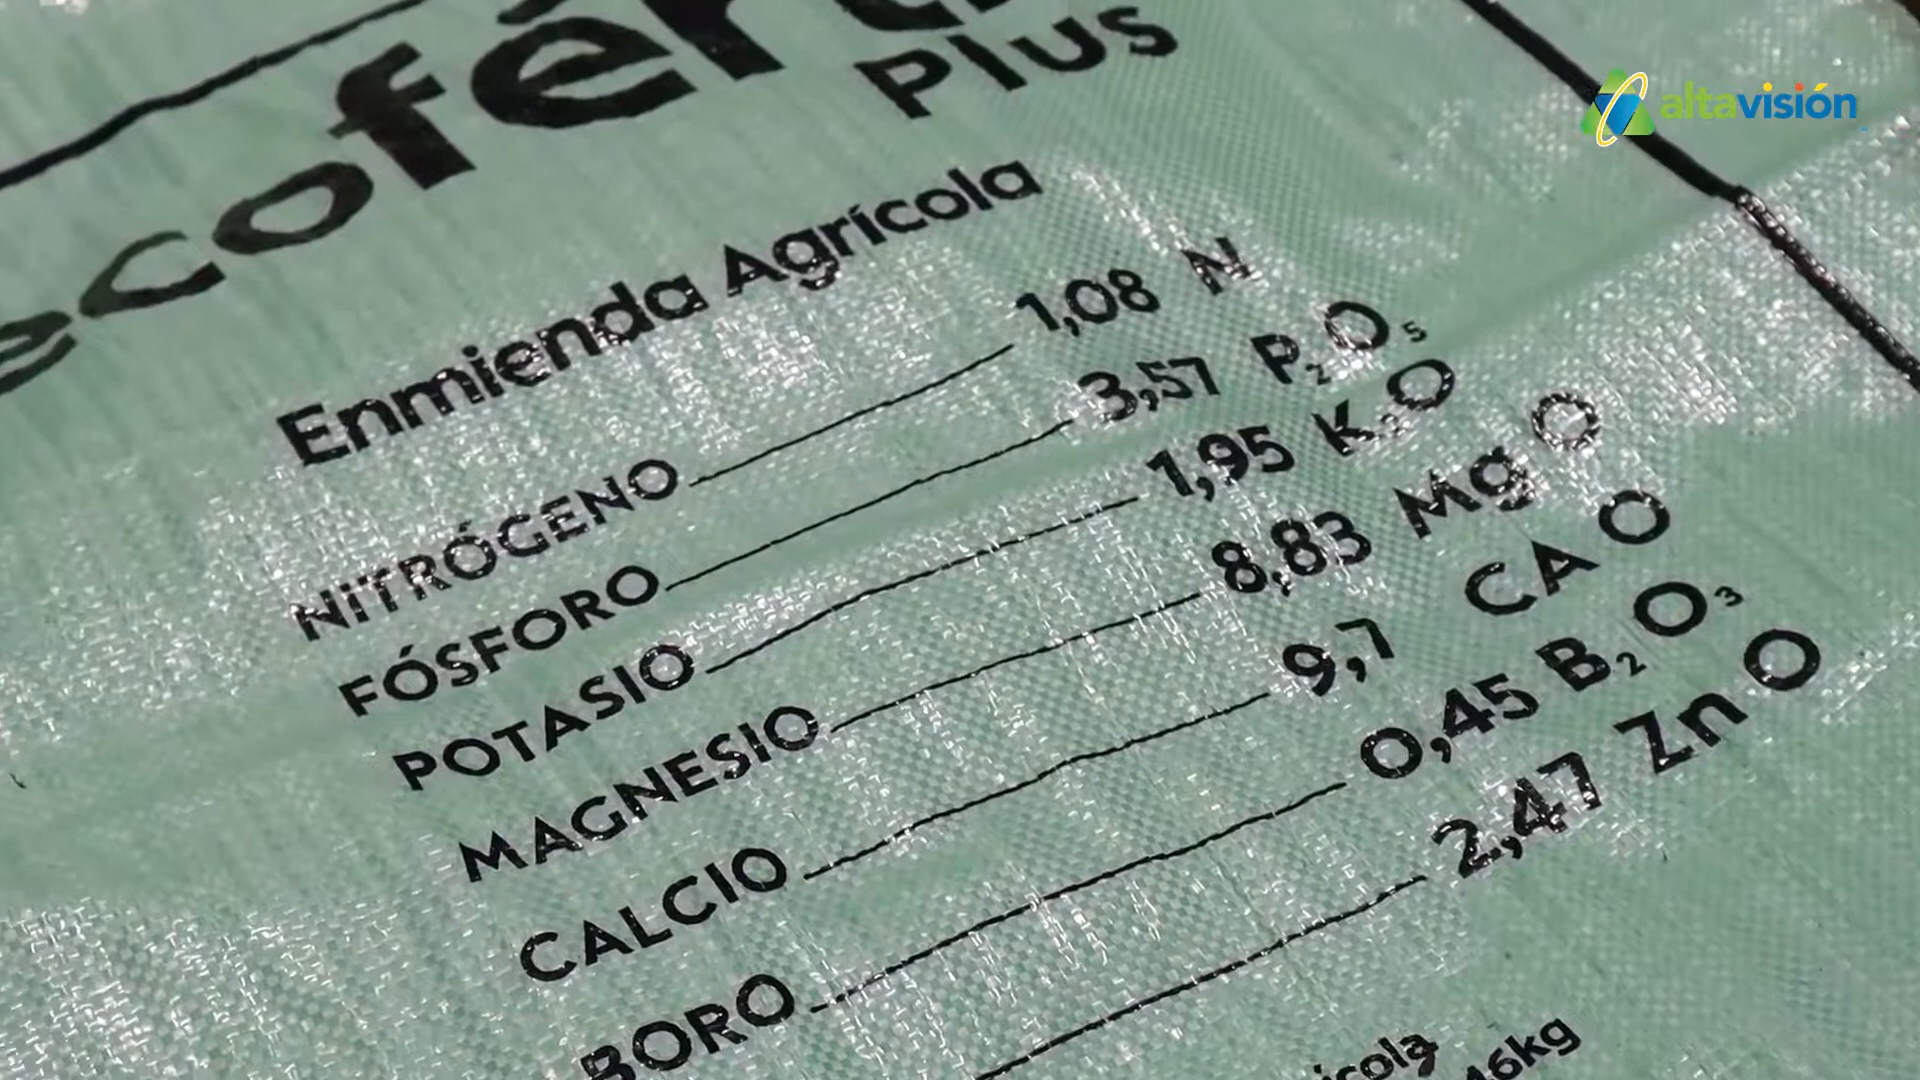 Plus
altavisión
Enmienda Agrícola
NITRÓGENO 1,08 N
FÓSFORO 3,57 P₂O₅
POTASIO 1,95 K₂O
MAGNESIO 8,83 MgO
CALCIO 9,7 CAO
BORO 0,45 B₂O₃
2,47 ZnO
46kg